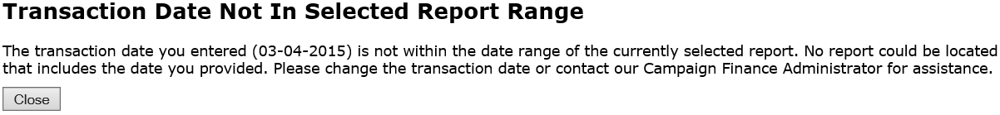 Transaction Date Not In Selected Report Range
The transaction date you entered (03-04-2015) is not within the date range of the currently selected report. No report could be located
that includes the date you provided. Please change the transaction date or contact our Campaign Finance Administrator for assistance.
Close